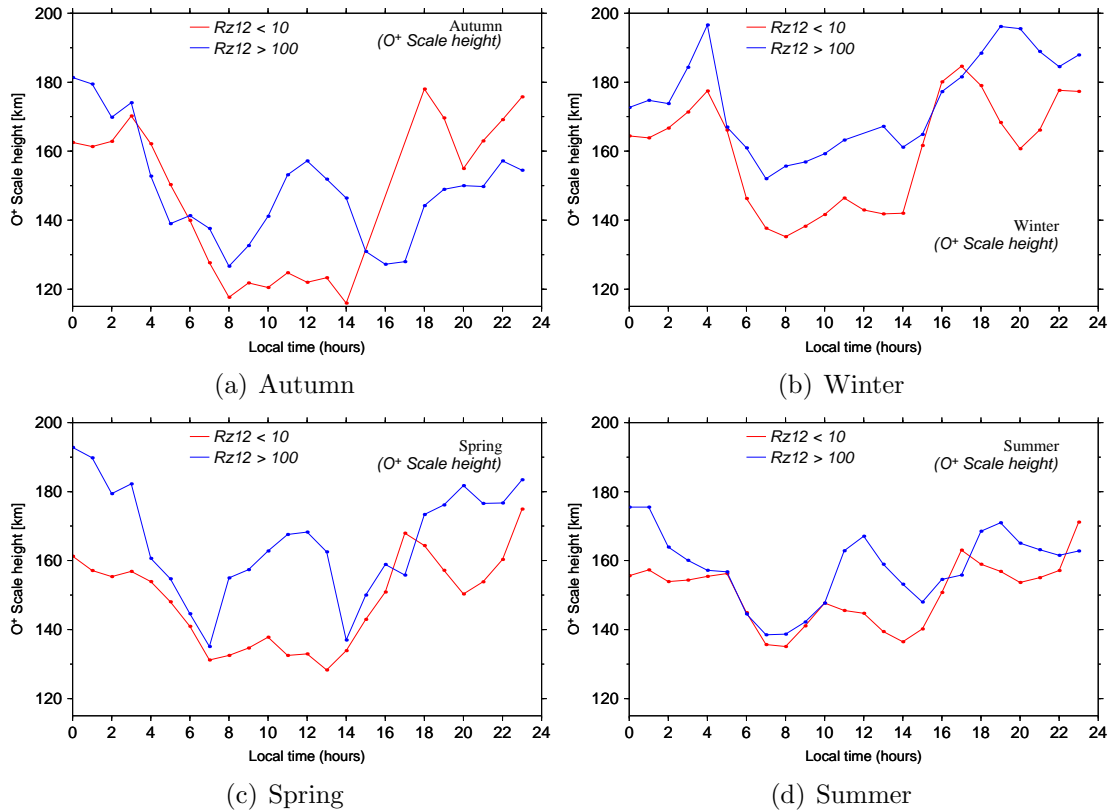 200
180
160
140
120
O⁺ Scale height [km]
Rz12 < 10
Rz12 > 100
Autumn
(O⁺ Scale height)
0 2 4 6 8 10 12 14 16 18 20 22 24
Local time (hours)
(a) Autumn
200
180
160
140
120
O⁺ Scale height [km]
Rz12 < 10
Rz12 > 100
Winter
(O⁺ Scale height)
0 2 4 6 8 10 12 14 16 18 20 22 24
Local time (hours)
(b) Winter
200
180
160
140
120
O⁺ Scale height [km]
Rz12 < 10
Rz12 > 100
Spring
(O⁺ Scale height)
0 2 4 6 8 10 12 14 16 18 20 22 24
Local time (hours)
(c) Spring
200
180
160
140
120
O⁺ Scale height [km]
Rz12 < 10
Rz12 > 100
Summer
(O⁺ Scale height)
0 2 4 6 8 10 12 14 16 18 20 22 24
Local time (hours)
(d) Summer